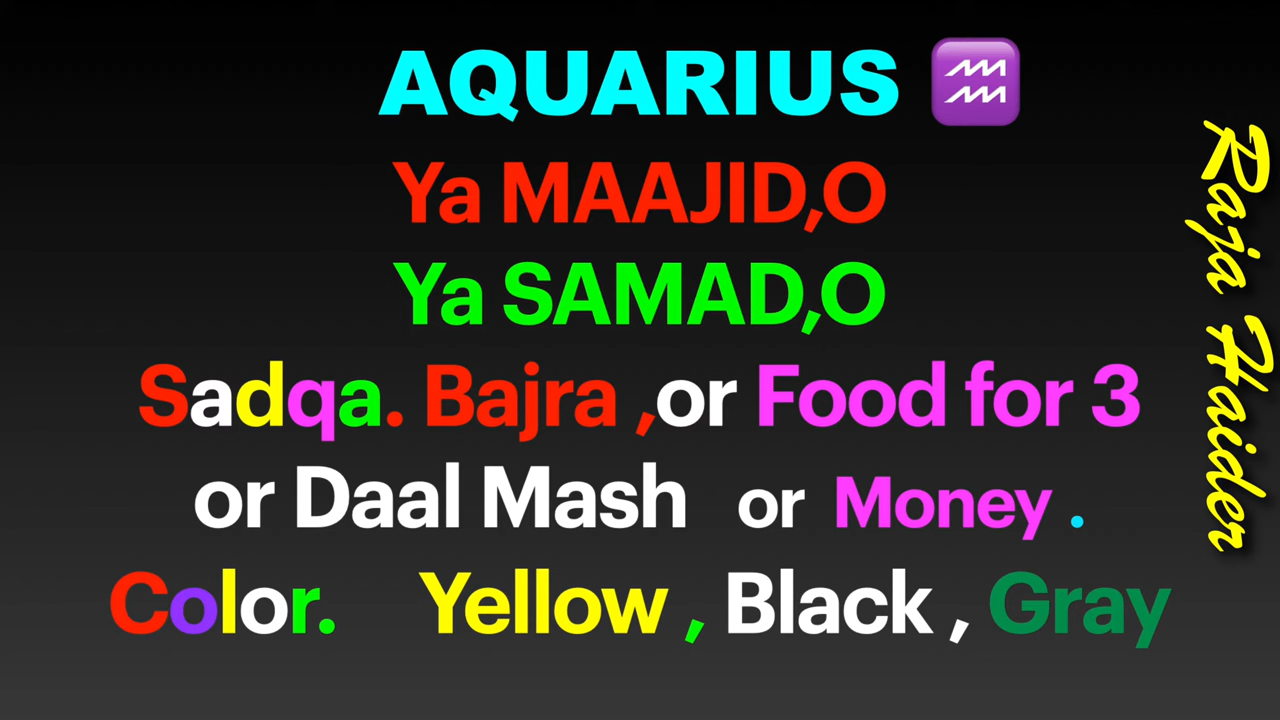 AQUARIUS ♒
Ya MAAJID,O
Ya SAMAD,O
Sadqa. Bajra ,or Food for 3
or Daal Mash or Money .
Color. Yellow , Black , Gray
Raja Haider